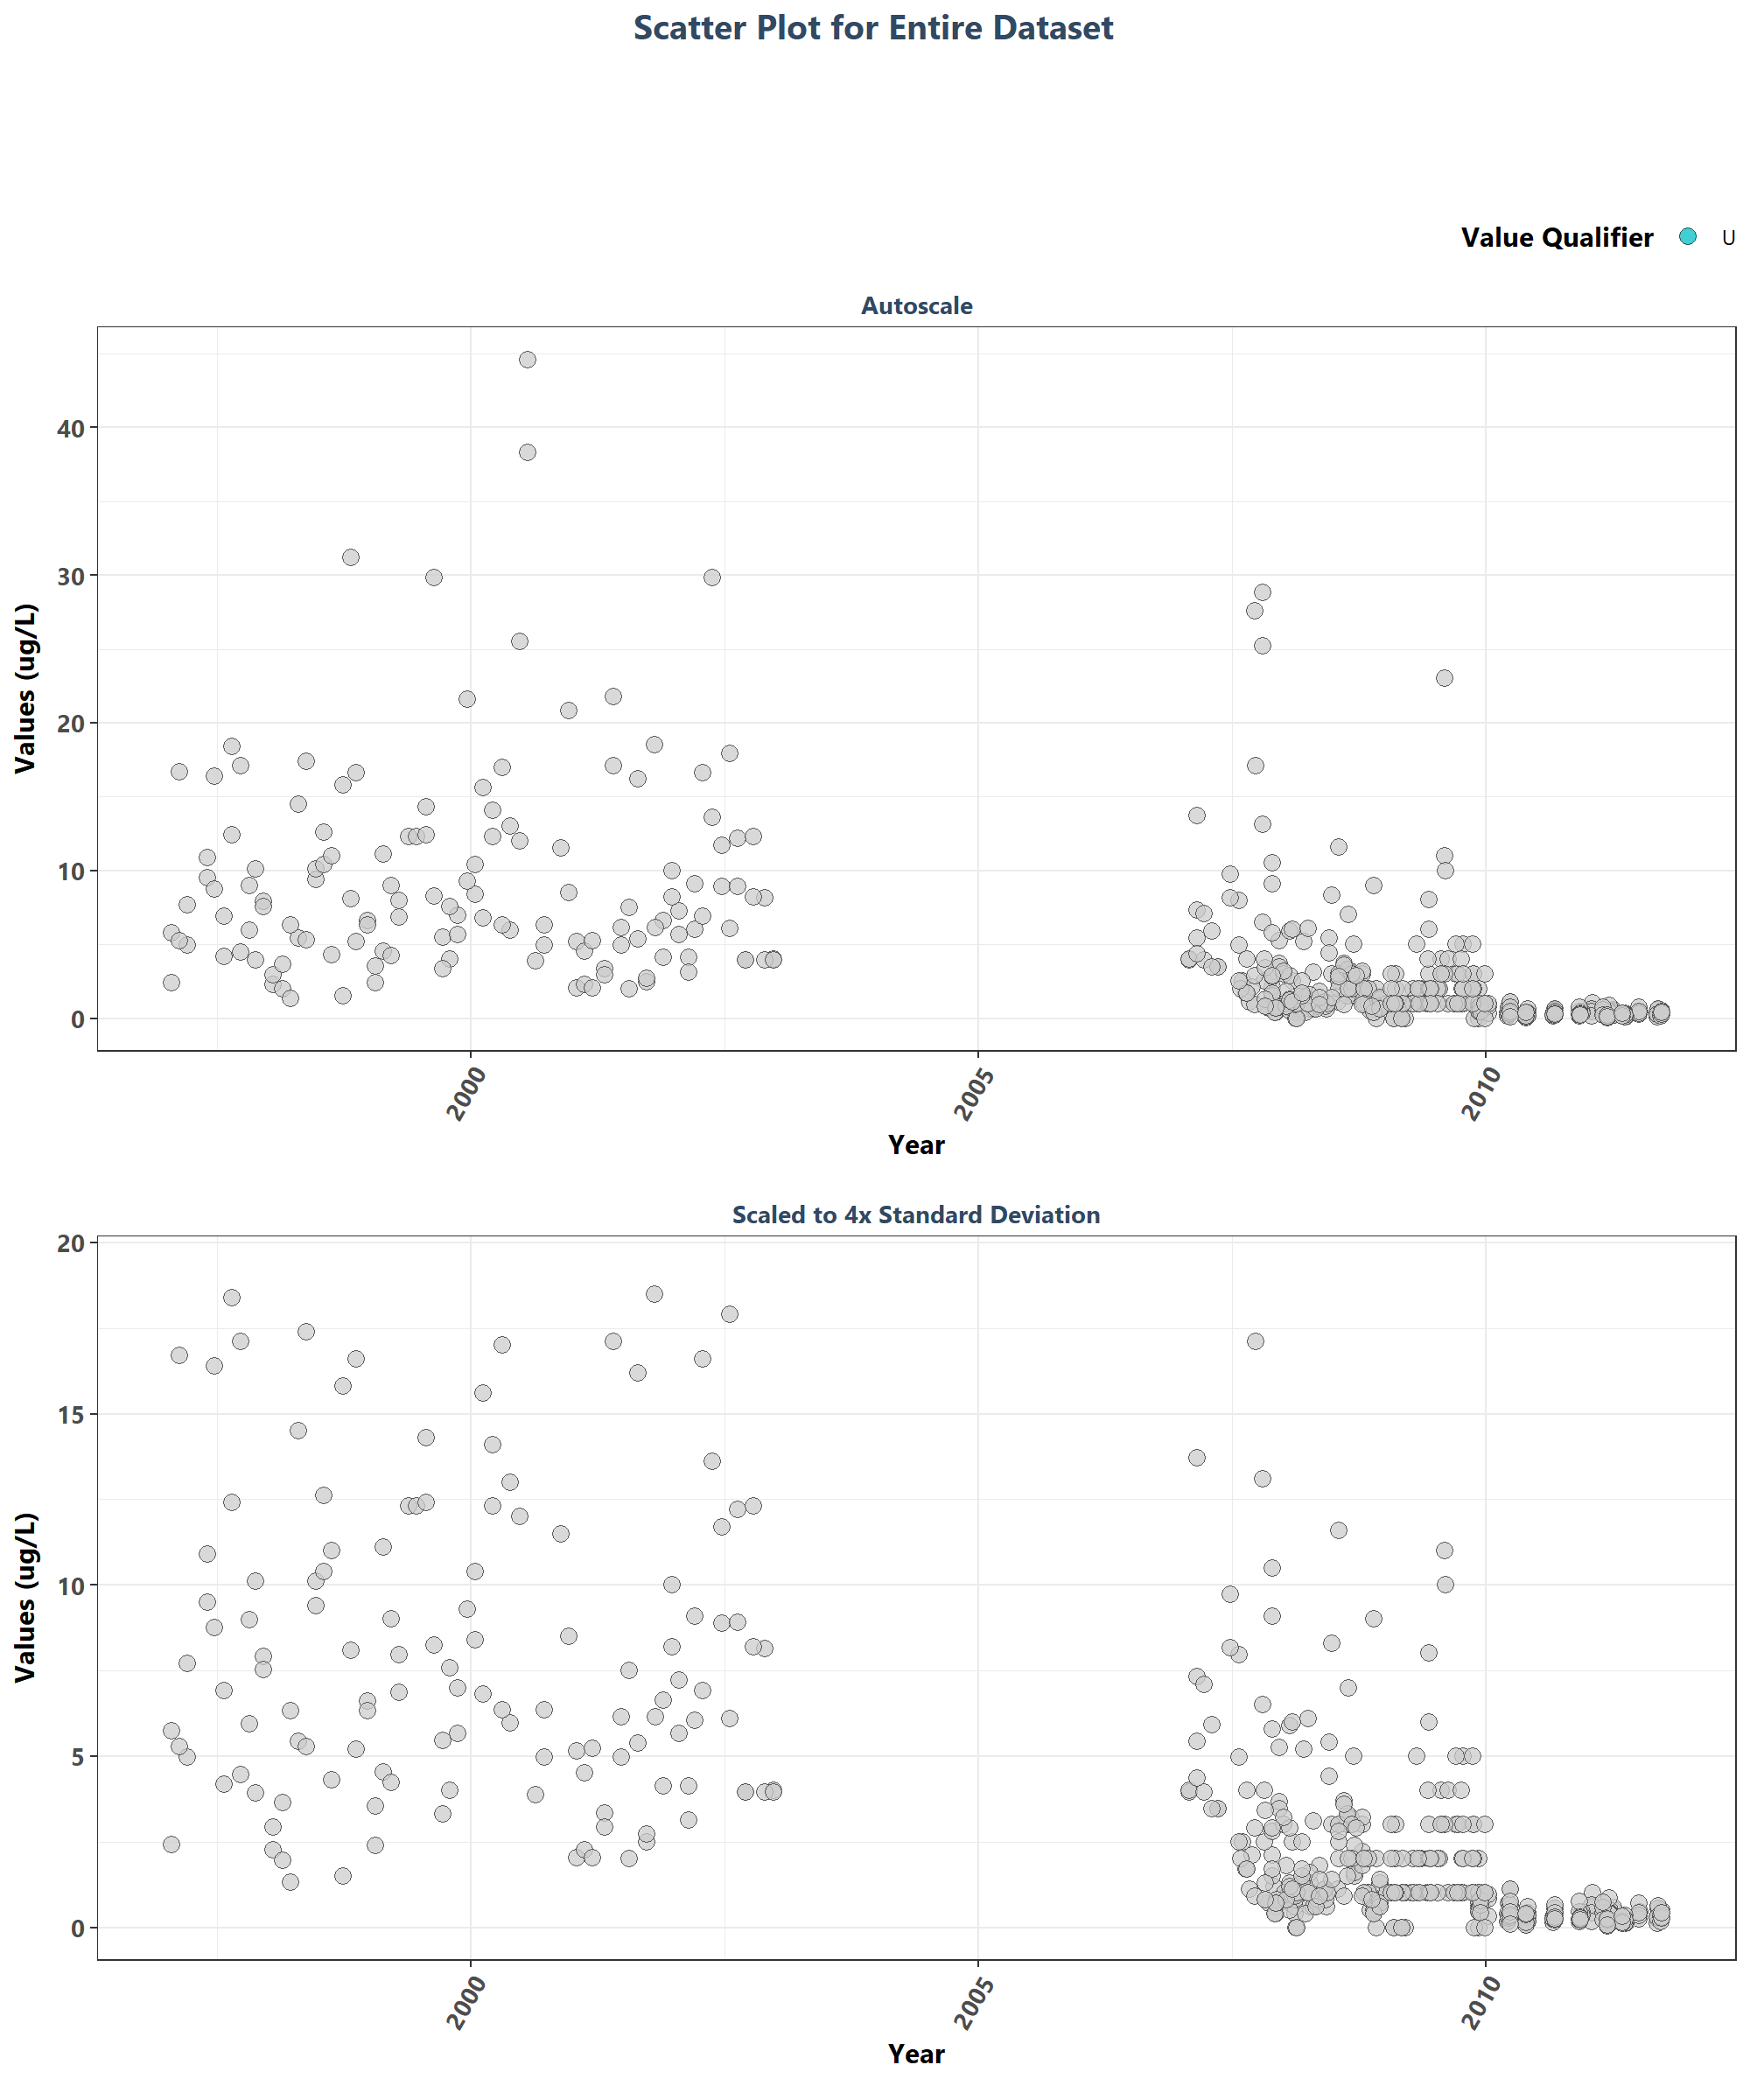 Scatter Plot for Entire Dataset
Value Qualifier U
Autoscale
40
30
20
10
0
Values (ug/L)
2000 2005 2010
Year
Scaled to 4x Standard Deviation
20
15
10
5
0
Values (ug/L)
2000 2005 2010
Year